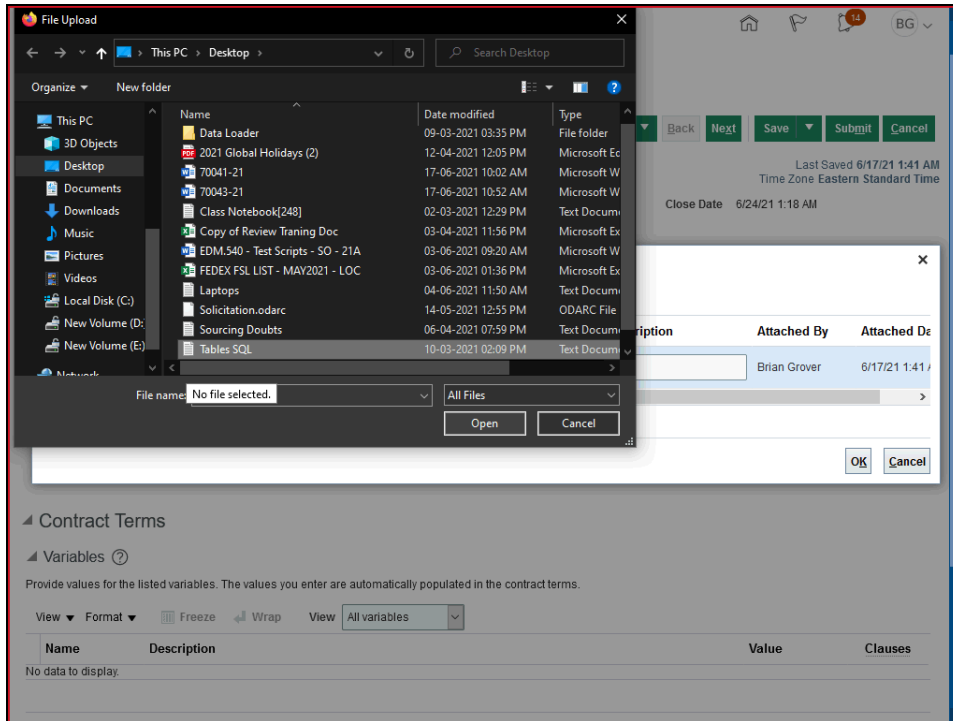 File Upload
14
BG
This PC > Desktop >
Search Desktop
Organize
New folder
This PC
3D Objects
Desktop
Documents
Downloads
Music
Pictures
Videos
Local Disk (C:)
New Volume (D:
New Volume (E:)
Network
Name Date modified Type
Data Loader 09-03-2021 03:35 PM File folder
PDF 2021 Global Holidays (2) 12-04-2021 12:05 PM Microsoft Ed
70041-21 17-06-2021 10:02 AM Microsoft W
70043-21 17-06-2021 10:52 AM Microsoft W
Class Notebook[248] 02-03-2021 12:29 PM Text Docum
Copy of Review Traning Doc 03-04-2021 11:56 PM Microsoft Ex
EDM.540 - Test Scripts - SO - 21A 03-06-2021 09:20 AM Microsoft W
FEDEX FSL LIST - MAY2021 - LOC 03-06-2021 01:36 PM Microsoft Ex
Laptops 04-06-2021 11:50 AM Text Docum
Solicitation.odarc 14-05-2021 12:55 PM ODARC File
Sourcing Doubts 06-04-2021 07:59 PM Text Docum
Tables SQL 10-03-2021 02:09 PM Text Docum
File name: No file selected.
All Files
Open Cancel
Back Next Save Submit Cancel
Last Saved 6/17/21 1:41 AM
Time Zone Eastern Standard Time
Close Date 6/24/21 1:18 AM
ription Attached By Attached Da
Brian Grover 6/17/21 1:41 A
OK Cancel
Contract Terms
Variables ?
Provide values for the listed variables. The values you enter are automatically populated in the contract terms.
View Format Freeze Wrap View All variables
Name Description Value Clauses
No data to display.